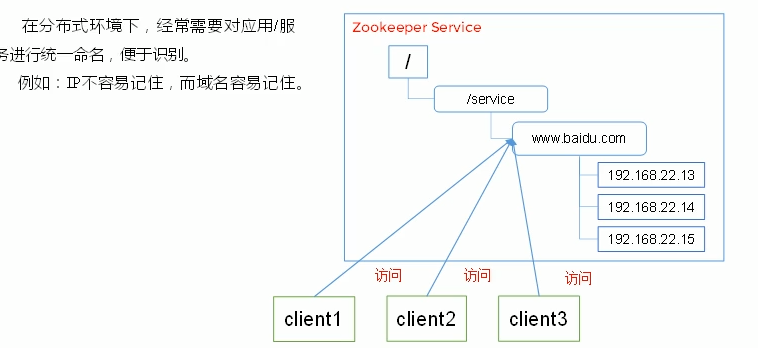 在分布式环境下，经常需要对应用/服
务进行统一命名，便于识别。
例如：IP不容易记住，而域名容易记住。
Zookeeper Service
/
/service
www.baidu.com
192.168.22.13
192.168.22.14
192.168.22.15
访问
访问
访问
client1
client2
client3